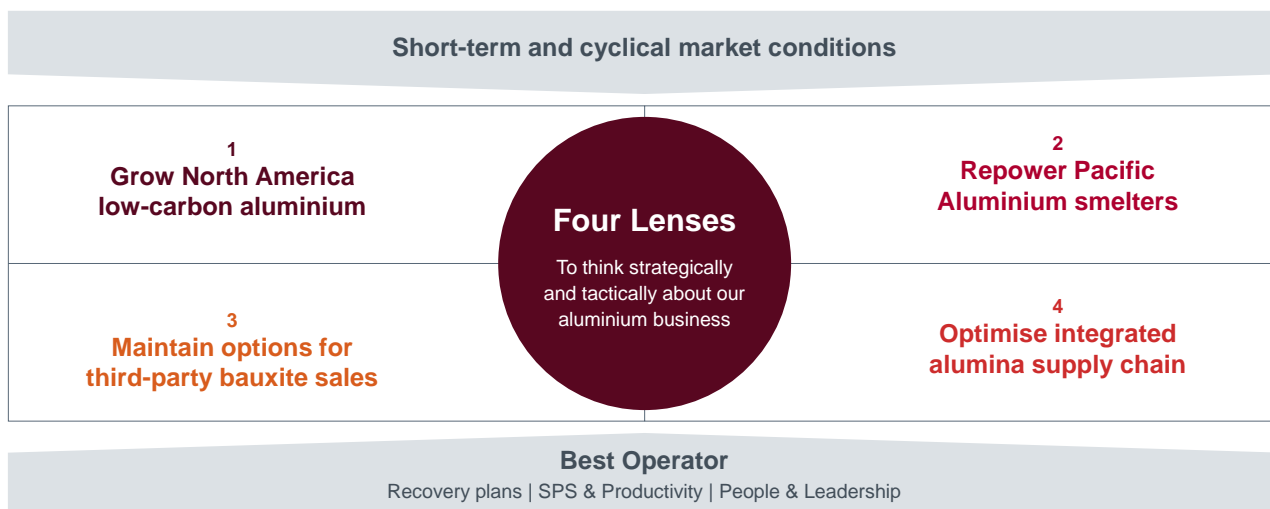 Short-term and cyclical market conditions
1
Grow North America
low-carbon aluminium
2
Repower Pacific
Aluminium smelters
Four Lenses
To think strategically
and tactically about our
aluminium business
3
Maintain options for
third-party bauxite sales
4
Optimise integrated
alumina supply chain
Best Operator
Recovery plans | SPS & Productivity | People & Leadership